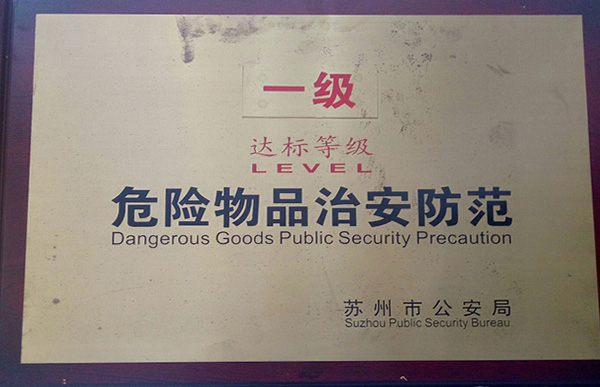 一级
达标等级
LEVEL
危险物品治安防范
Dangerous Goods Public Security Precaution
苏州市公安局
Suzhou Public Security Bureau